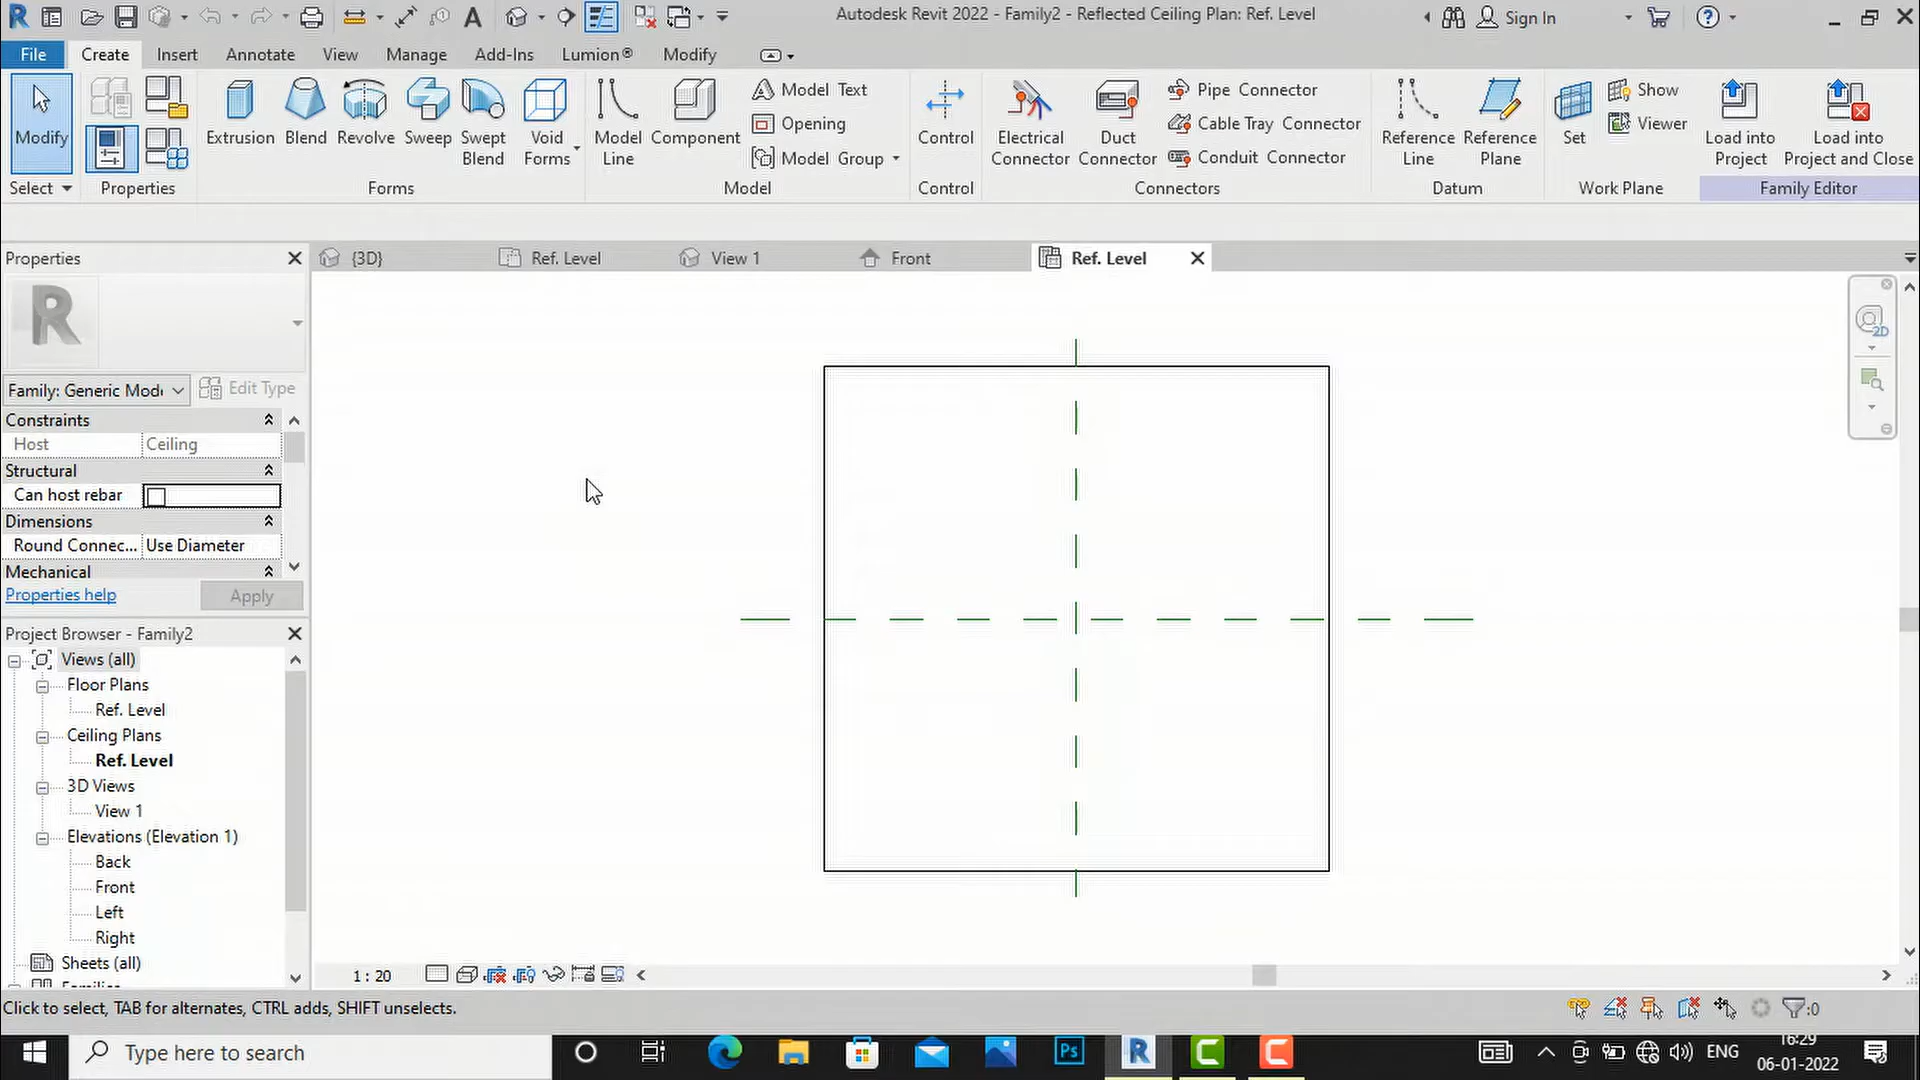 Autodesk Revit 2022 - Family2 - Reflected Ceiling Plan: Ref. Level
Sign In
File Create Insert Annotate View Manage Add-Ins Lumion® Modify
Modify
Extrusion Blend Revolve Sweep Swept Blend Void Forms
Model Line Component
Model Text
Opening
Model Group
Control
Electrical Connector Duct Connector
Pipe Connector
Cable Tray Connector
Conduit Connector
Reference Line Reference Plane
Set
Show
Viewer
Load into Project Load into Project and Close
Select Properties Forms Model Control Connectors Datum Work Plane Family Editor
Properties
{3D} Ref. Level View 1 Front Ref. Level
R
Family: Generic Mode
Edit Type
Constraints
Host Ceiling
Structural
Can host rebar
Dimensions
Round Connec... Use Diameter
Mechanical
Properties help Apply
Project Browser - Family2
Views (all)
Floor Plans
Ref. Level
Ceiling Plans
Ref. Level
3D Views
View 1
Elevations (Elevation 1)
Back
Front
Left
Right
Sheets (all)
2D
1 : 20
Click to select, TAB for alternates, CTRL adds, SHIFT unselects.
:0
Type here to search
Ps
R
ENG
16:29
06-01-2022